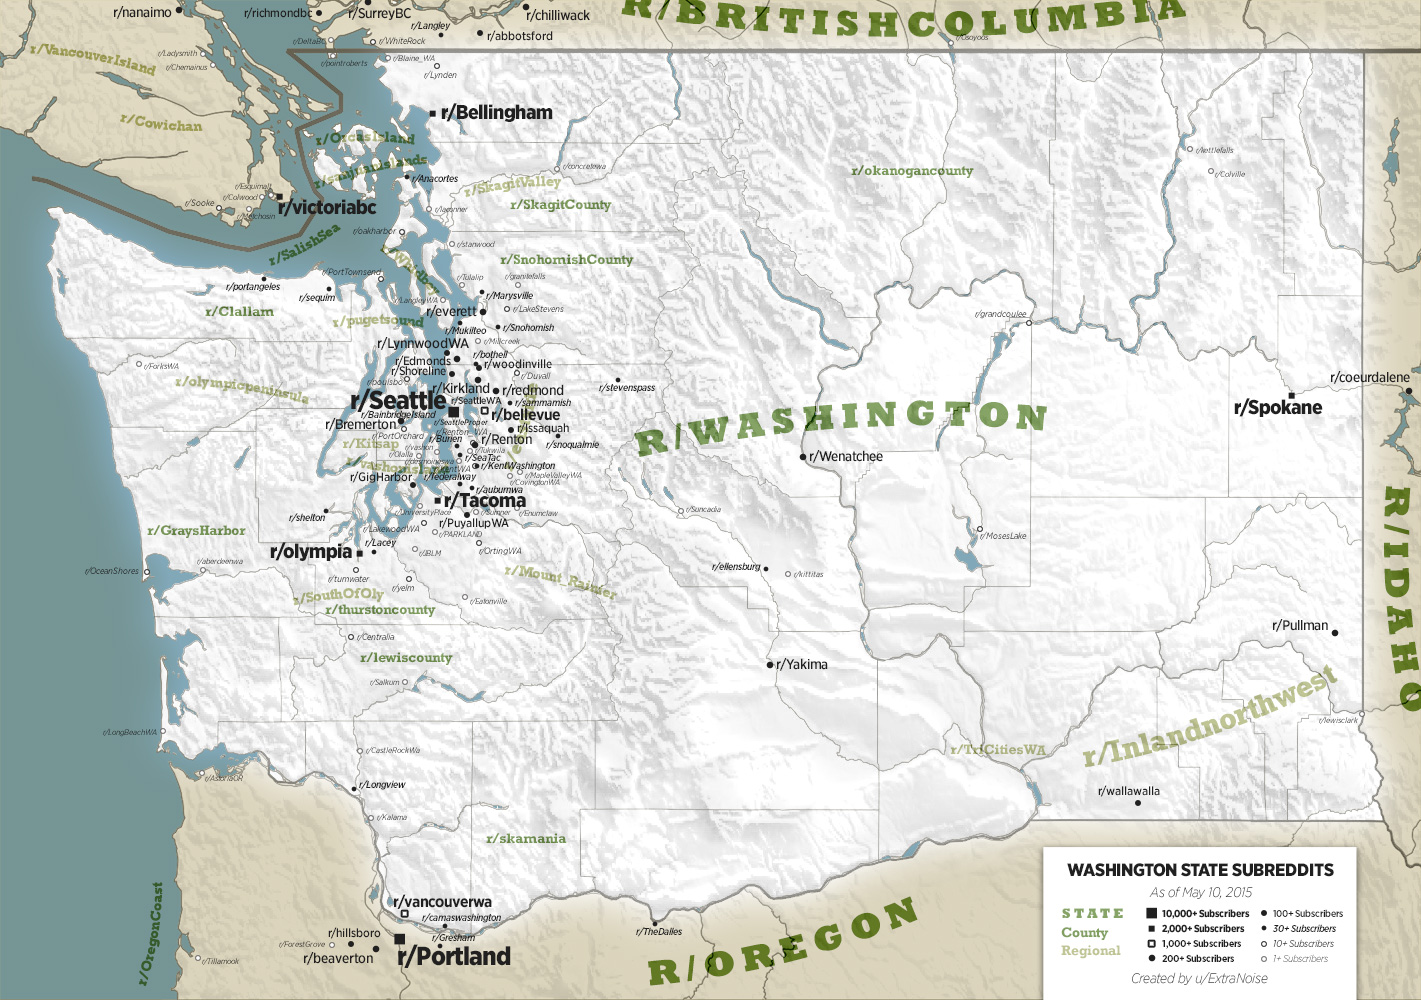 r/nanaimo
r/richmondbc
r/SurreyBC
r/chilliwack
R/BRITISHCOLUMBIA
r/Langley
r/abbotsford
r/DeltaBC
r/WhiteRock
r/Osoyoos
r/VancouverIsland
r/Ladysmith
r/Chemainus
r/pointroberts
r/Blaine_WA
r/Lynden
r/Cowichan
r/Bellingham
r/OrcasIsland
r/sanjuanislands
r/concretewa
r/kettlefalls
r/Colville
r/okanogancounty
r/Anacortes
r/SkagitValley
r/SkagitCounty
r/Esquimalt
r/Colwood
r/Sooke
r/Metchosin
r/victoriabc
r/laconner
r/oakharbor
r/SalishSea
r/stanwood
r/Whidbey
r/SnohomishCounty
r/PortTownsend
r/portangeles
r/sequim
r/Tulalip
r/granitefalls
r/Marysville
r/LangleyWA
r/everett
r/LakeStevens
r/Clallam
r/pugetsound
r/Mukilteo
r/Snohomish
r/grandcoulee
r/LynnwoodWA
r/Millcreek
r/bothell
r/Edmonds
r/woodinville
r/Shoreline
r/Duvall
r/ForksWA
r/poulsbo
r/Kirkland
r/redmond
r/stevenspass
r/coeurdalene
r/olympicpeninsula
r/Seattle
r/SeattleWA
r/sammamish
r/Spokane
r/BainbridgeIsland
r/bellevue
R/WASHINGTON
r/Bremerton
r/SeattleProper
r/Issaquah
r/PortOrchard
r/Renton_WA
r/Burien
r/Renton
r/snoqualmie
r/Kitsap
r/vashon
r/Olalla
r/Tukwila
r/SeaTac
r/Wenatchee
r/vashonisland
r/desmoineswa
r/KentWA
r/KentWashington
r/GigHarbor
r/federalway
r/MapleValleyWA
r/CovingtonWA
r/auburnwa
r/Tacoma
r/shelton
r/UniversityPlace
r/Sumner
r/Enumclaw
r/Suncadia
r/GraysHarbor
r/LakewoodWA
r/PuyallupWA
r/PARKLAND
r/MosesLake
r/olympia
r/Lacey
r/JBLM
r/OrtingWA
r/OceanShores
r/aberdeenwa
r/tumwater
r/yelm
r/Mount_Rainier
r/ellensburg
r/kittitas
r/SouthOfOly
r/Eatonville
r/thurstoncounty
R/IDAHO
r/Pullman
r/Centralia
r/lewiscounty
r/Yakima
r/Salkum
r/Inlandnorthwest
r/lewisclark
r/LongBeachWA
r/CastleRockWa
r/TriCitiesWA
r/AstoriaOR
r/Longview
r/wallawalla
r/Kalama
r/skamania
r/OregonCoast
r/vancouverwa
r/camaswashington
r/hillsboro
r/Gresham
r/TheDalles
R/OREGON
r/ForestGrove
r/beaverton
r/Portland
r/Tillamook
WASHINGTON STATE SUBREDDITS
As of May 10, 2015
STATE
County
Regional
10,000+ Subscribers
2,000+ Subscribers
1,000+ Subscribers
200+ Subscribers
100+ Subscribers
30+ Subscribers
10+ Subscribers
1+ Subscribers
Created by u/ExtraNoise